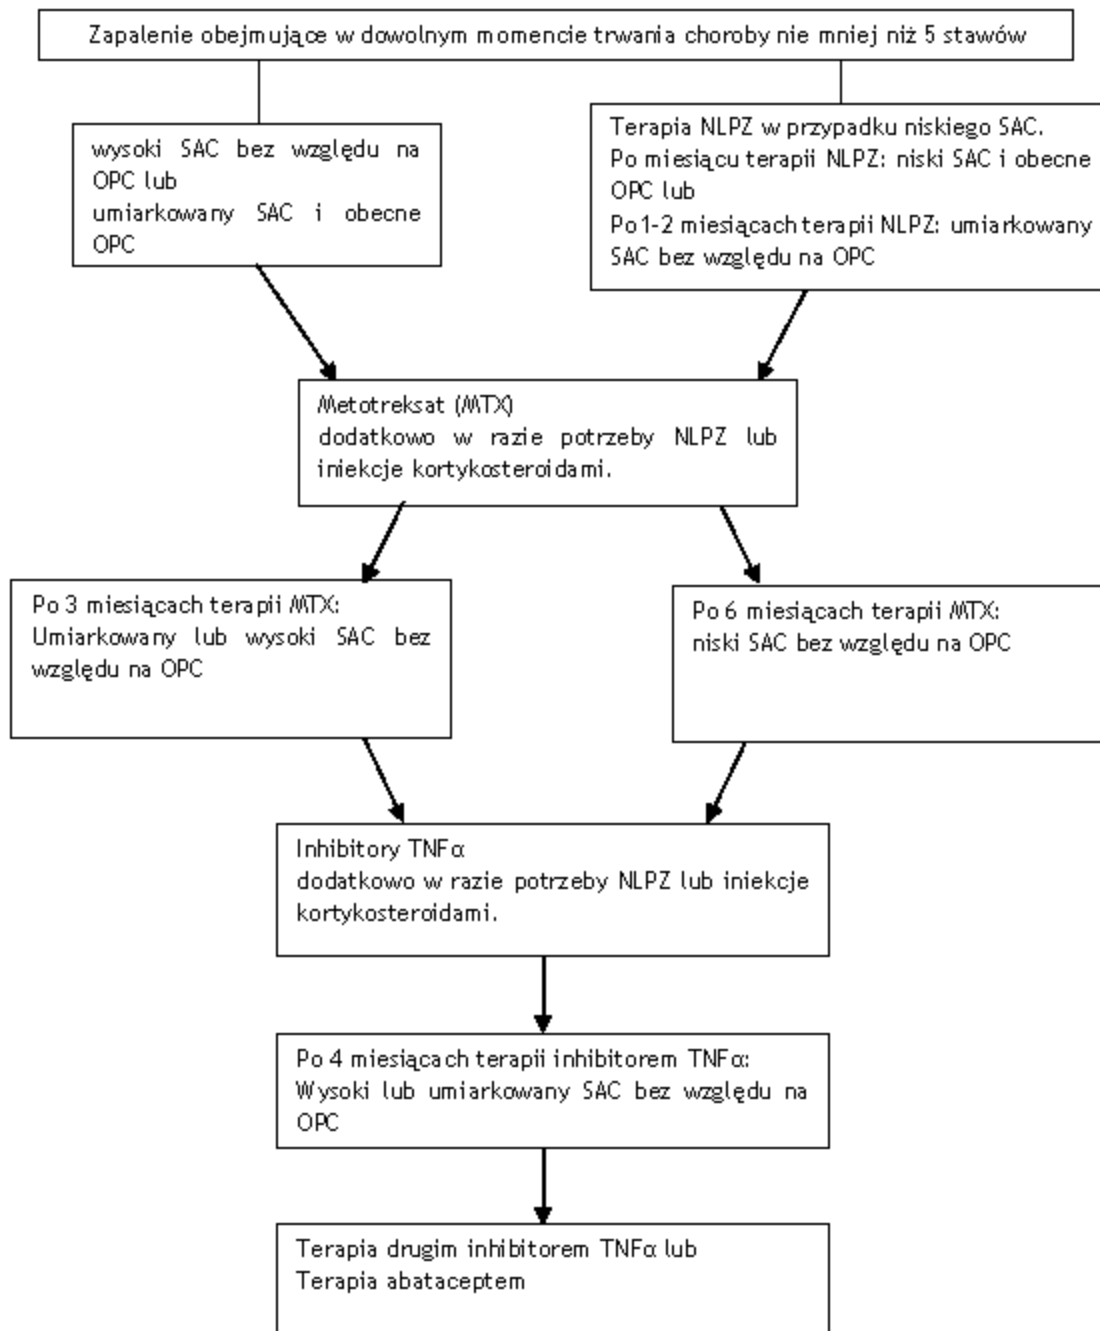 Zapalenie obejmujące w dowolnym momencie trwania choroby nie mniej niż 5 stawów
wysoki SAC bez względu na
OPC lub
umiarkowany SAC i obecne
OPC
Terapia NLPZ w przypadku niskiego SAC.
Po miesiącu terapii NLPZ: niski SAC i obecne
OPC lub
Po 1-2 miesiącach terapii NLPZ: umiarkowany
SAC bez względu na OPC
Metotreksat (MTX)
dodatkowo w razie potrzeby NLPZ lub
iniekcje kortykosteroidami.
Po 3 miesiącach terapii MTX:
Umiarkowany lub wysoki SAC bez
względu na OPC
Po 6 miesiącach terapii MTX:
niski SAC bez względu na OPC
Inhibitory TNFα
dodatkowo w razie potrzeby NLPZ lub iniekcje
kortykosteroidami.
Po 4 miesiącach terapii inhibitorem TNFα:
Wysoki lub umiarkowany SAC bez względu na
OPC
Terapia drugim inhibitorem TNFα lub
Terapia abataceptem